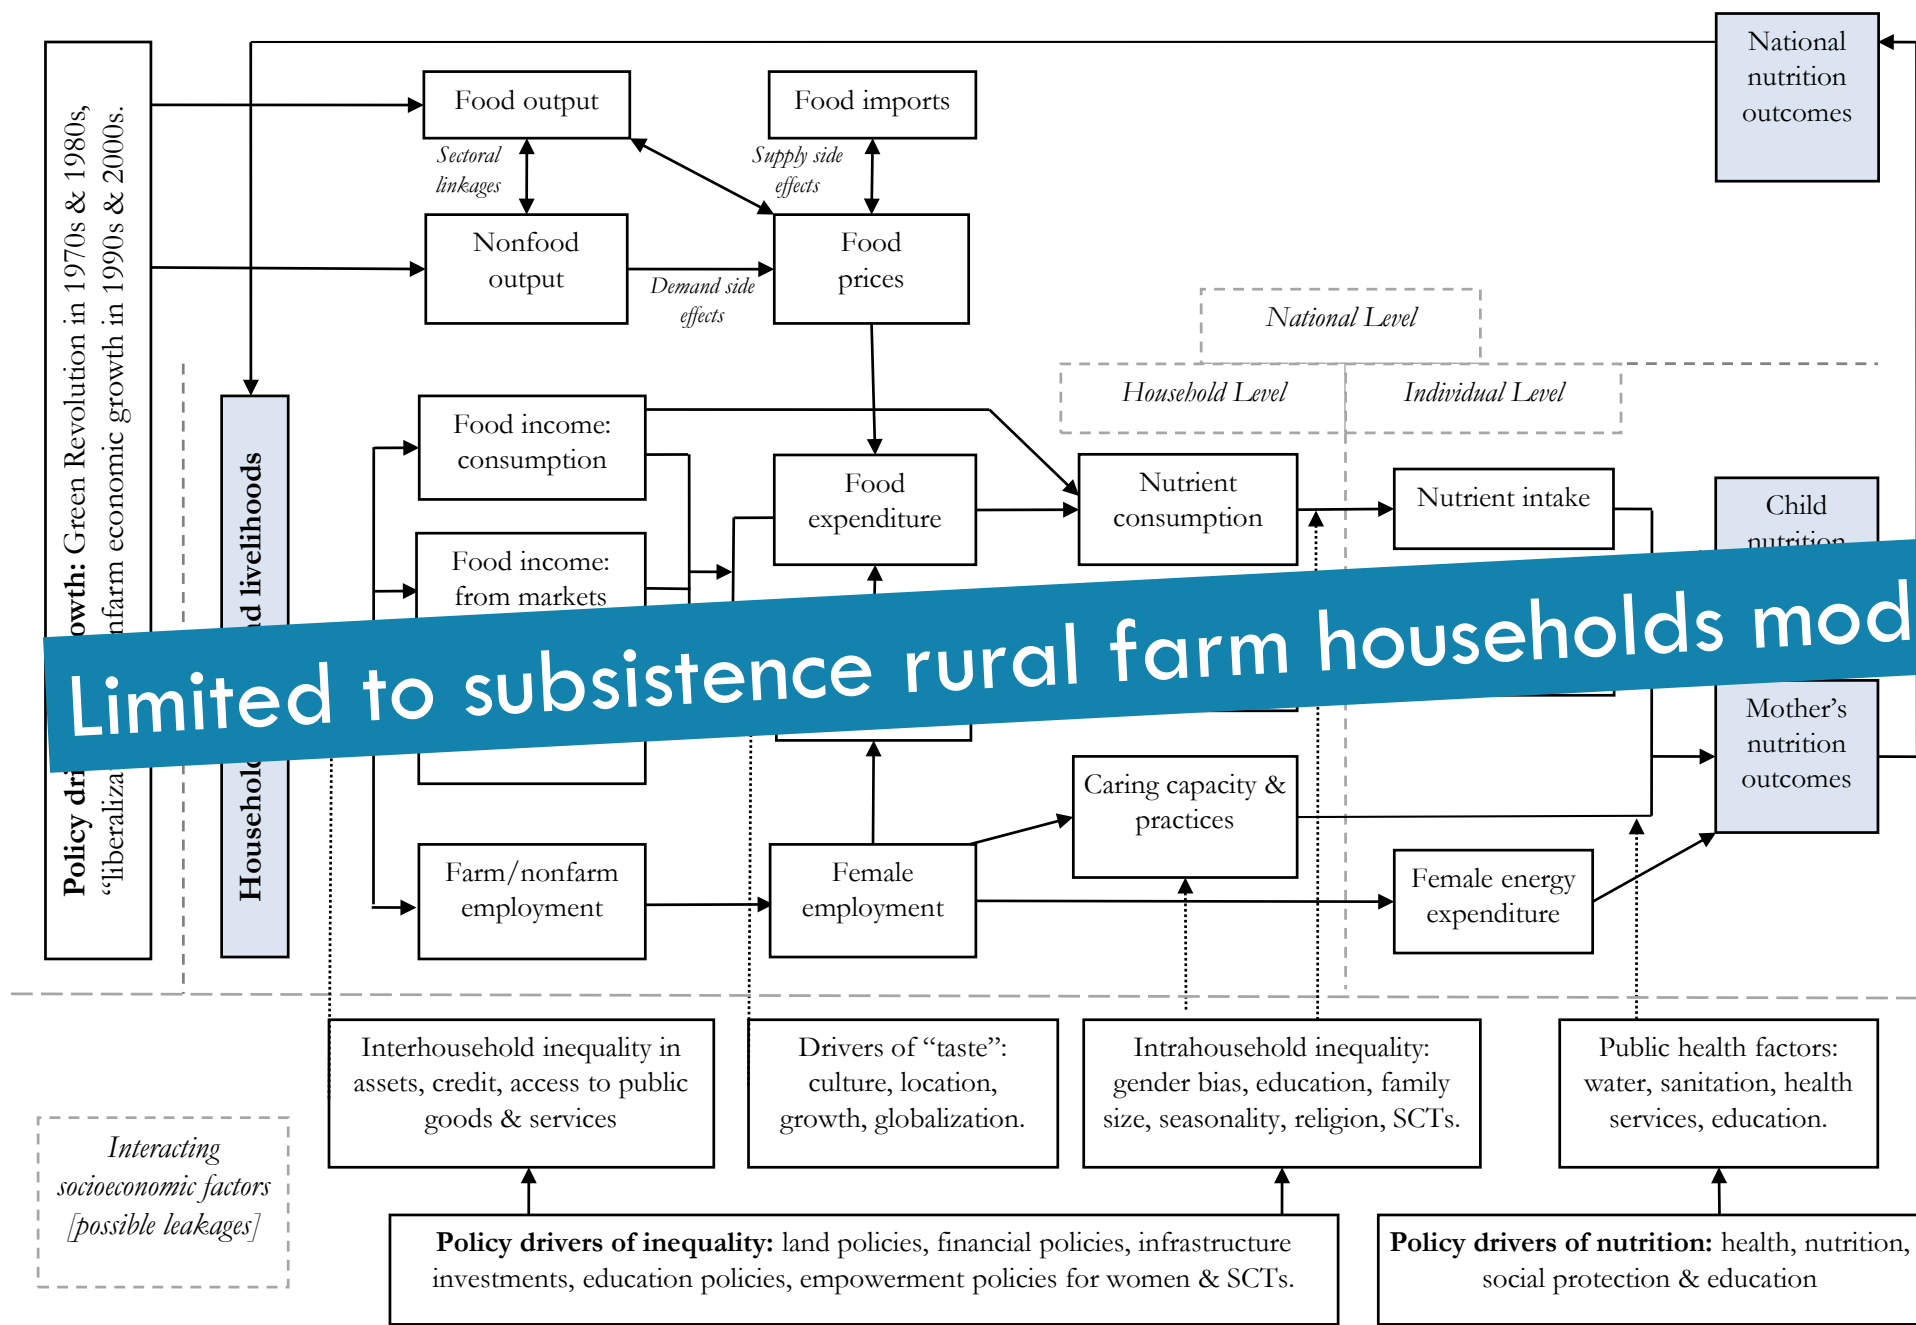 National
nutrition
outcomes
Food output
Food imports
Sectoral
linkages
Supply side
effects
Nonfood
output
Demand side
effects
Food
prices
National Level
Household Level
Individual Level
owth: Green Revolution in 1970s & 1980s,
Policy dri
nfarm economic growth in 1990s & 2000s.
“liberaliza
Household
d livelihoods
Food income:
consumption
Food
expenditure
Nutrient
consumption
Nutrient intake
Child
nutrition
Food income:
from markets
Limited to subsistence rural farm households mod
Mother’s
nutrition
outcomes
Caring capacity &
practices
Farm/nonfarm
employment
Female
employment
Female energy
expenditure
Interhousehold inequality in
assets, credit, access to public
goods & services
Drivers of “taste”:
culture, location,
growth, globalization.
Intrahousehold inequality:
gender bias, education, family
size, seasonality, religion, SCTs.
Public health factors:
water, sanitation, health
services, education.
Interacting
socioeconomic factors
[possible leakages]
Policy drivers of inequality: land policies, financial policies, infrastructure
investments, education policies, empowerment policies for women & SCTs.
Policy drivers of nutrition: health, nutrition,
social protection & education